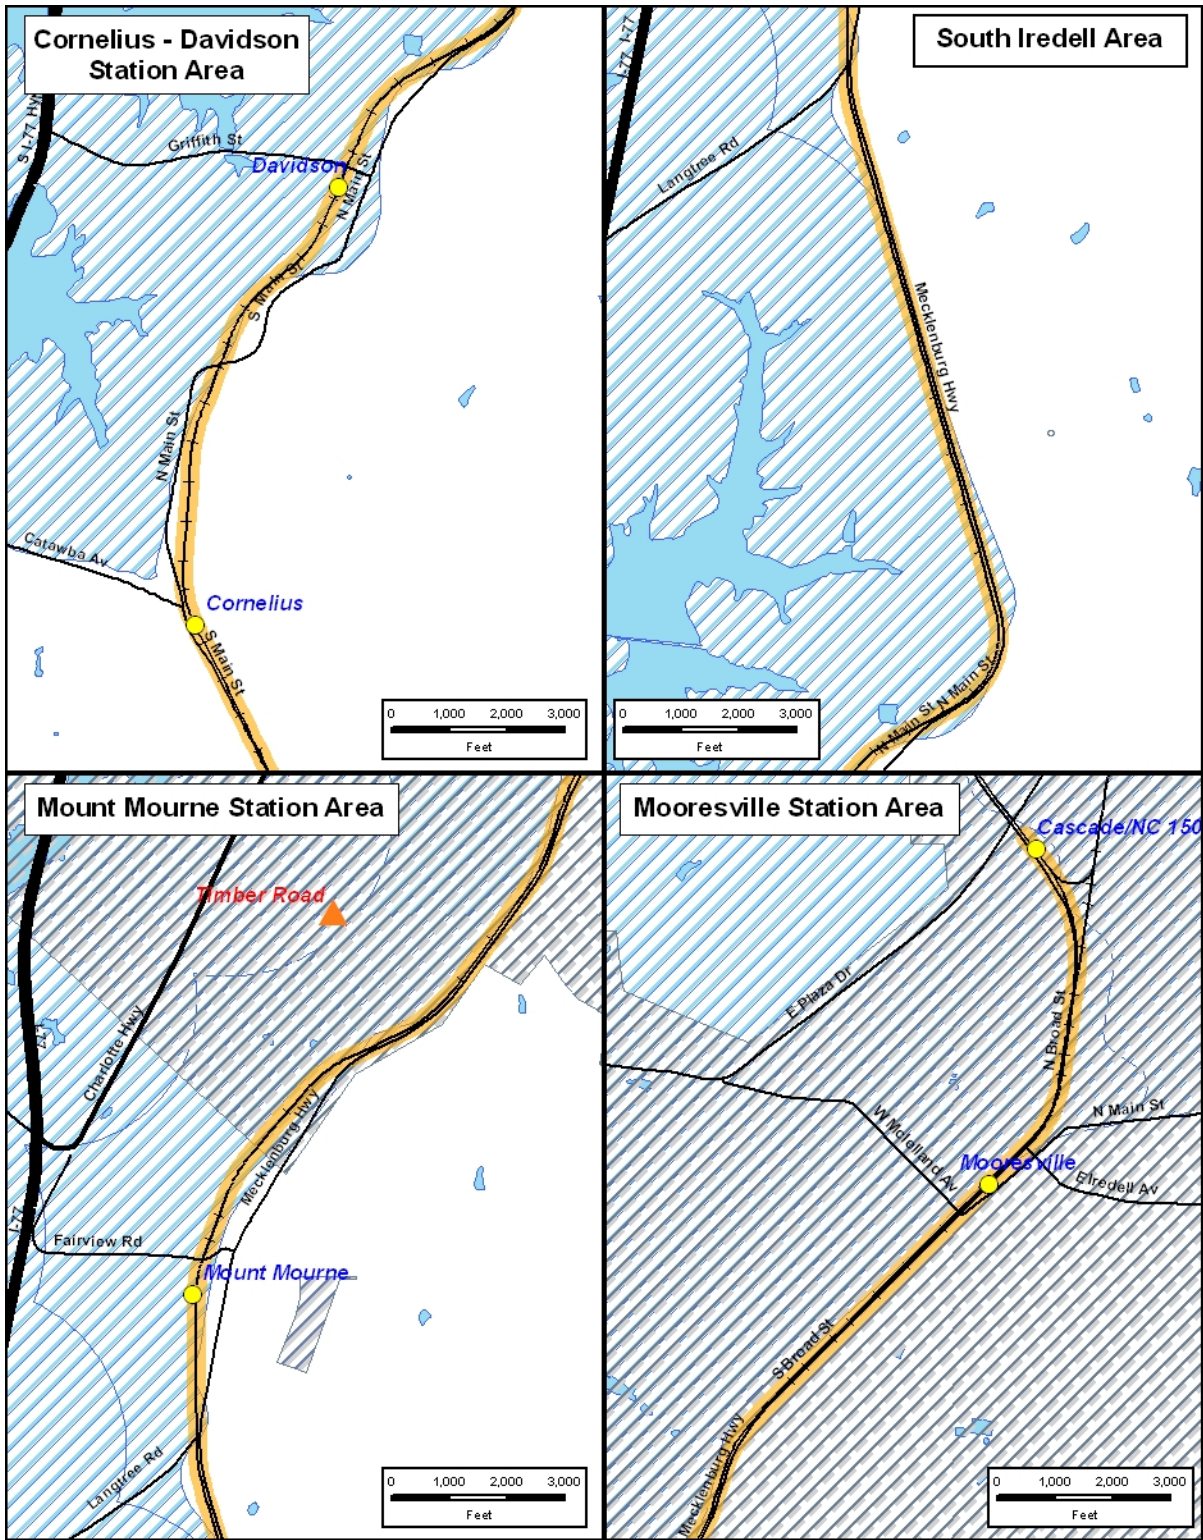 Cornelius - Davidson
Station Area
Griffith St
Davidson
N Main St
S Main St
N Main St
Catawba Av
Cornelius
S Main St
0 1,000 2,000 3,000
Feet
South Iredell Area
I-77 I-77
Langtree Rd
Mecklenburg Hwy
N Main St
N Main St
0 1,000 2,000 3,000
Feet
Mount Mourne Station Area
Timber Road
Charlotte Hwy
I-77
Mecklenburg Hwy
I-77
Fairview Rd
Mount Mourne
Langtree Rd
0 1,000 2,000 3,000
Feet
Mooresville Station Area
Cascade/NC 150
E Plaza Dr
N Broad St
N Main St
W Mclelland Av
Mooresville
E Iredell Av
S Broad St
Mecklenburg Hwy
0 1,000 2,000 3,000
Feet